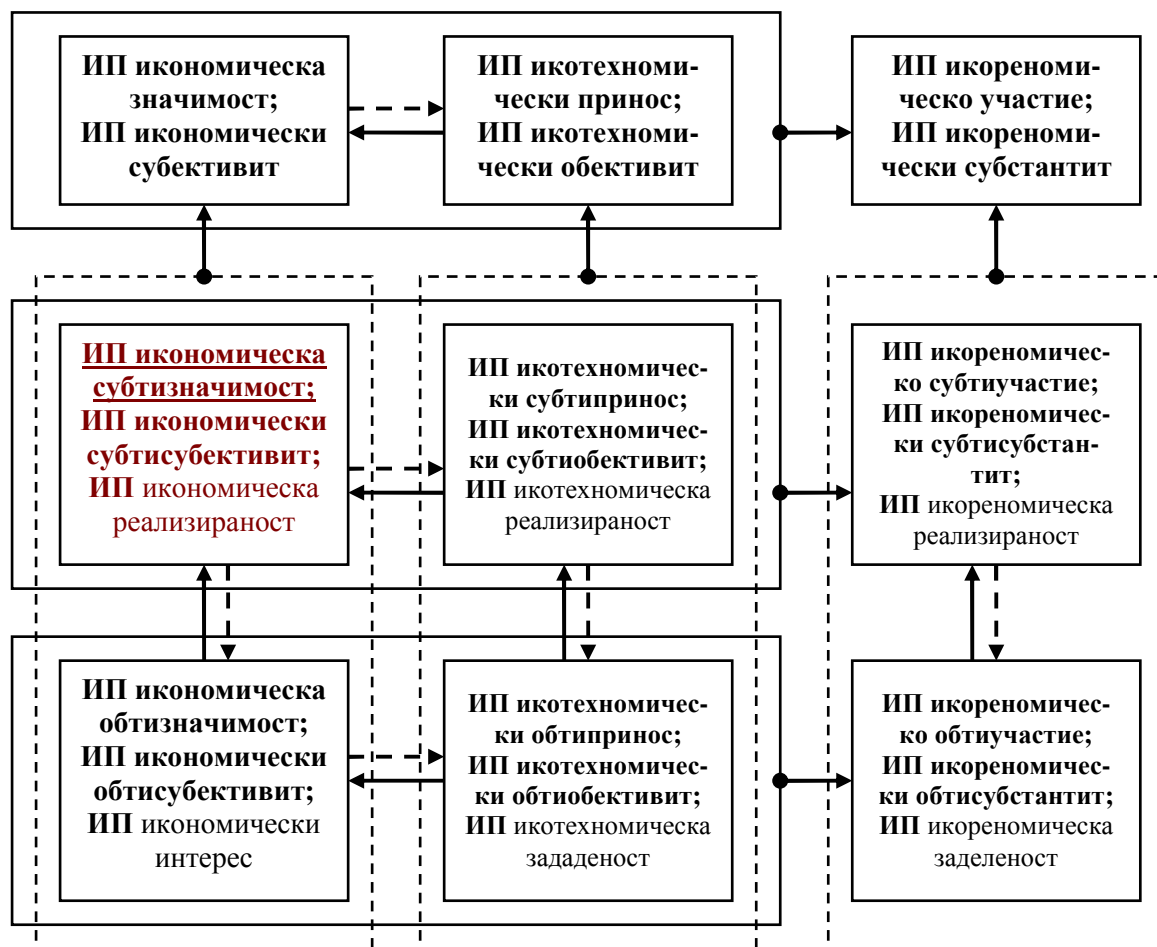 ИП икономическа
значимост;
ИП икономически
субективит
ИП икотехноми-
чески принос;
ИП икотехноми-
чески обективит
ИП икореноми-
ческо участие;
ИП икореноми-
чески субстантит
ИП икономическа
субтизначимост;
ИП икономически
субтисубективит;
ИП икономическа
реализираност
ИП икотехномичес-
ки субтипринос;
ИП икотехномичес-
ки субтиобективит;
ИП икотехномическа
реализираност
ИП икореномичес-
ко субтиучастие;
ИП икореномичес-
ки субтисубстан-
тит;
ИП икореномическа
реализираност
ИП икономическа
обтизначимост;
ИП икономически
обтисубективит;
ИП икономически
интерес
ИП икотехномичес-
ки обтипринос;
ИП икотехномичес-
ки обтиобективит;
ИП икотехномическа
зададеност
ИП икореномичес-
ко обтиучастие;
ИП икореномичес-
ки обтисубстантит;
ИП икореномическа
заделеност